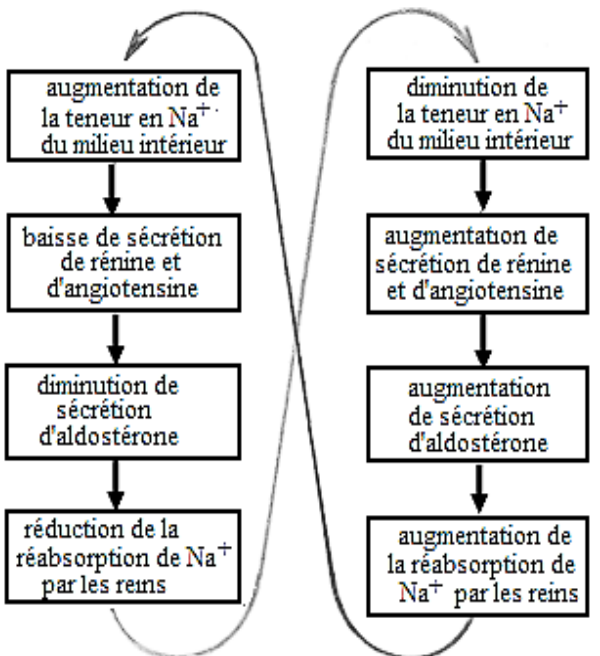 augmentation de
la teneur en Na+
du milieu intérieur
baisse de sécrétion
de rénine et
d'angiotensine
diminution de
sécrétion
d'aldostérone
réduction de la
réabsorption de Na+
par les reins
diminution de
la teneur en Na+
du milieu intérieur
augmentation de
sécrétion de rénine
et d'angiotensine
augmentation
de sécrétion
d'aldostérone
augmentation de
la réabsorption de
Na+ par les reins